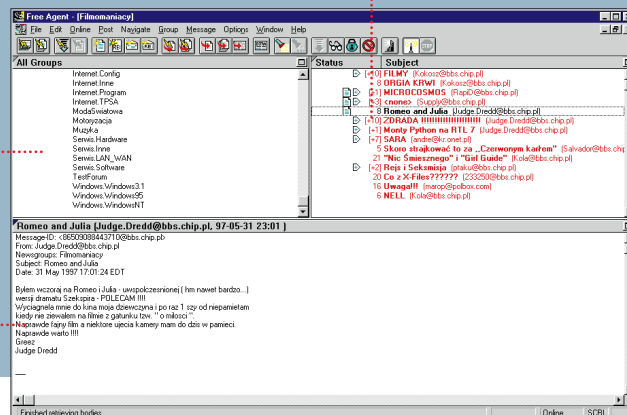 Free Agent - [Filmomaniacy]
File Edit Online Post Navigate Group Message Options Window Help
All Groups
Internet.Config
Internet.Inne
Internet.Program
Internet.TPSA
ModaSwiatowa
Motoryzacja
Muzyka
Serwis.Hardware
Serwis.Inne
Serwis.LAN_WAN
Serwis.Software
TestForum
Windows.Windows3.1
Windows.Windows95
Windows.WindowsNT
Status Subject
[+10] FILMY (Kokosz@bbs.chip.pl)
8 ORGIA KRWI (Kokosz@bbs.chip.pl)
[-1] MICROCOSMOS (RapiD@bbs.chip.pl)
[-3] <none> (Supply@bbs.chip.pl)
8 Romeo and Julia (Judge.Dredd@bbs.chip.pl)
[+10] ZDRADA !!!!!!!!!!!!!!!!!!!!! (Judge.Dredd@bbs.chip.pl)
[+1] Monty Python na RTL 7 (Judge.Dredd@bbs.chip.pl)
[+7] SARA (andre@kr.onet.pl)
5 Skoro strajkować to za ,,Czerwonym karłem" (Salvador@bbs.chip
21 "Nic Śmiesznego" i "Girl Guide" (Kola@bbs.chip.pl)
[+2] Rejs i Seksmisja (ptaku@bbs.chip.pl)
20 Co z X-Files?????? (233250@bbs.chip.pl)
16 Uwaga!!! (marop@polbox.com)
6 NELL (Kola@bbs.chip.pl)
Romeo and Julia (Judge.Dredd@bbs.chip.pl, 97-05-31 23:01 )
Message-ID: <86509088443710@bbs.chip.pl>
From: Judge.Dredd@bbs.chip.pl
Newsgroups: Filmomaniacy
Subject: Romeo and Julia
Date: 31 May 1997 17:01:24 EDT
Bylem wczoraj na Romeo i Julia - uwspolczesnionej ( hm nawet bardzo...)
wersji dramatu Szekspira - POLECAM !!!!
Wyciagnela mnie do kina moja dziewczyna i po raz 1 szy od niepamietam
kiedy nie ziewałem na filmie z gatunku tzw. " o milosci ".
Naprawde fajny film a niektore ujecia kamery mam do dzis w pamieci.
Naprawde warto !!!!
Greez
Judge Dredd
Finished retrieving bodies
Online SCRL